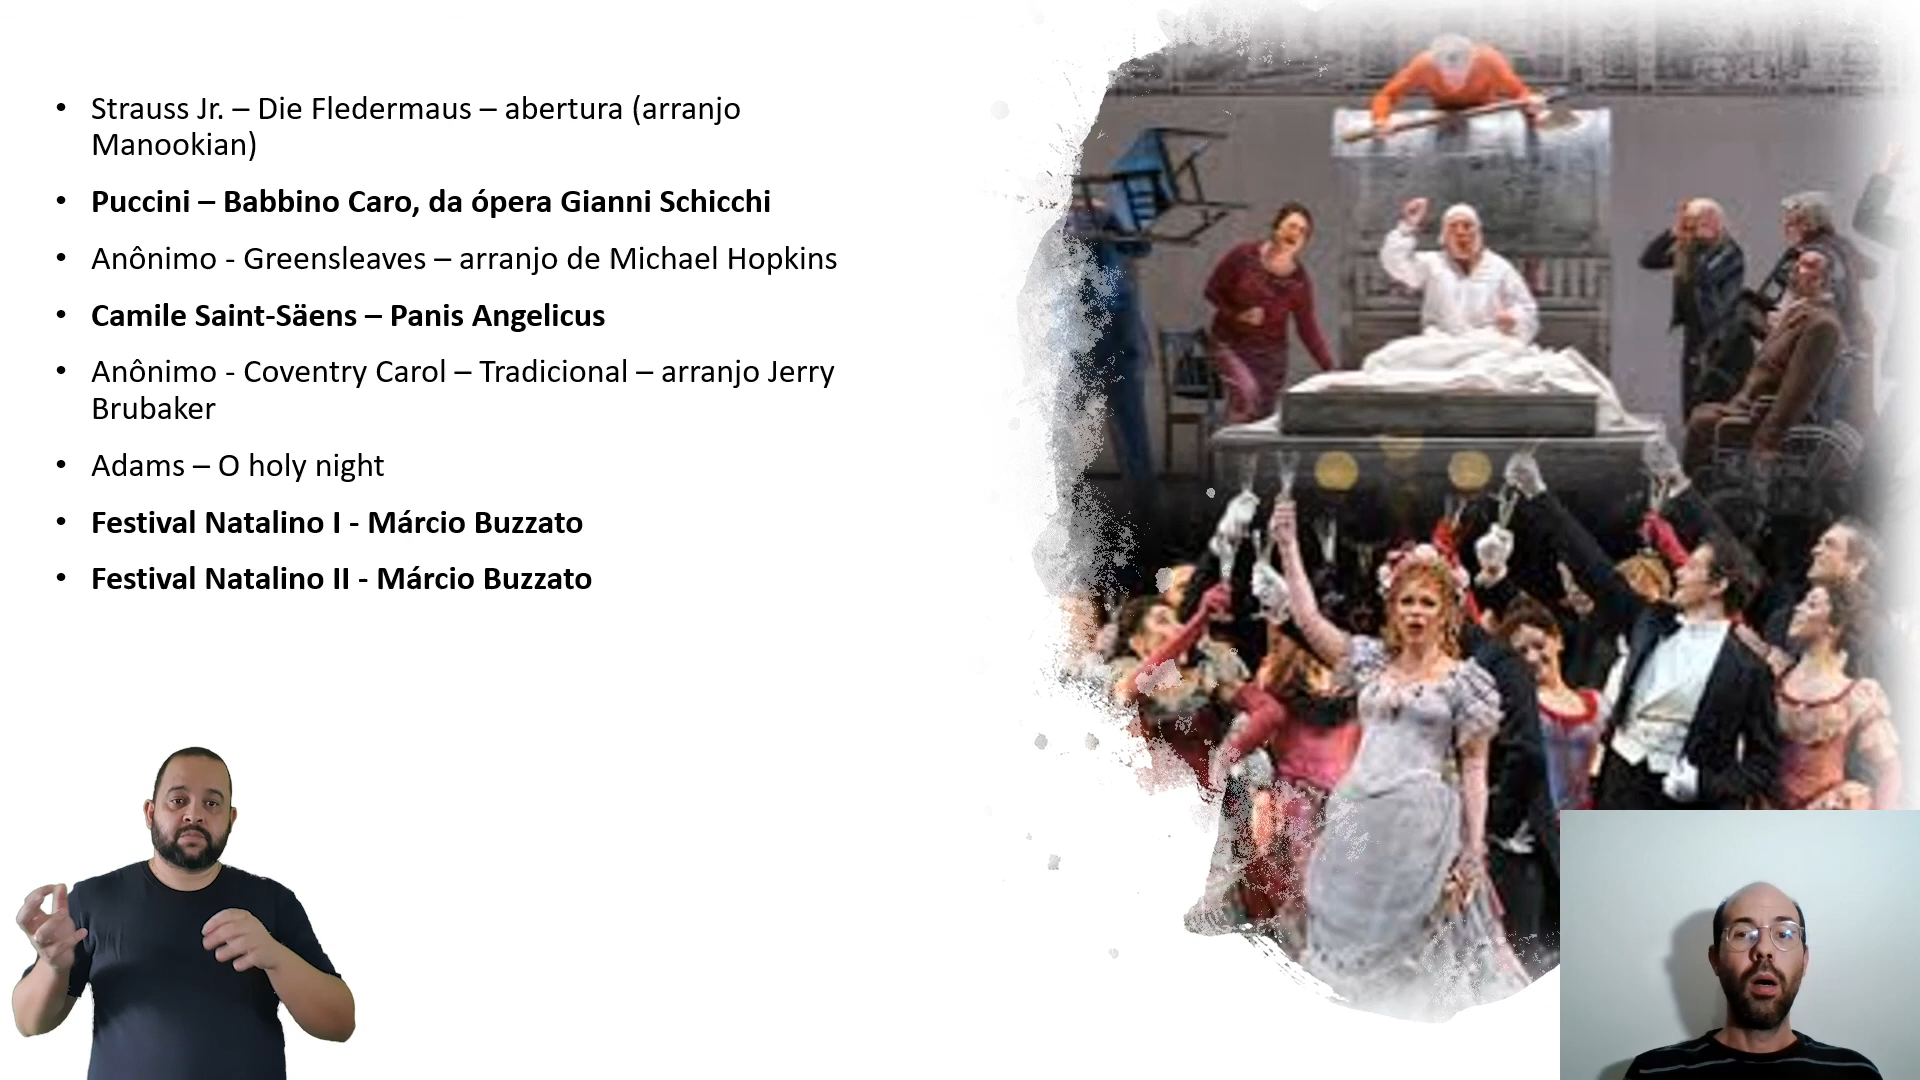 • Strauss Jr. – Die Fledermaus – abertura (arranjo
Manookian)
• Puccini – Babbino Caro, da ópera Gianni Schicchi
• Anônimo - Greensleaves – arranjo de Michael Hopkins
• Camile Saint-Säens – Panis Angelicus
• Anônimo - Coventry Carol – Tradicional – arranjo Jerry
Brubaker
• Adams – O holy night
• Festival Natalino I - Márcio Buzzato
• Festival Natalino II - Márcio Buzzato